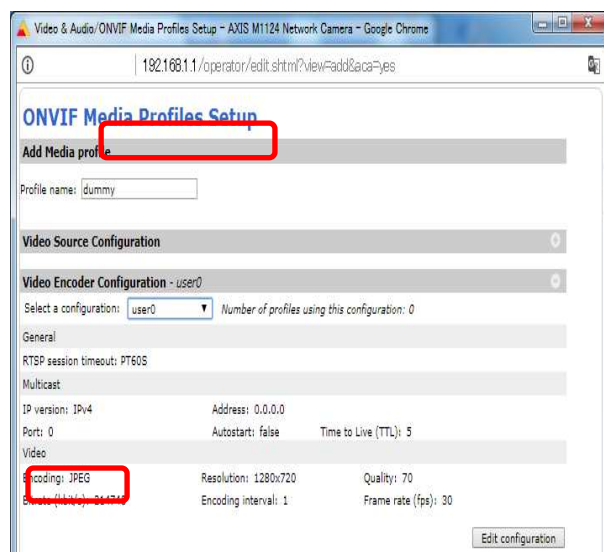 Video & Audio/ONVIF Media Profiles Setup - AXIS M1124 Network Camera - Google Chrome
192.168.1.1/operator/edit.shtml?view=add&aca=yes
ONVIF Media Profiles Setup
Add Media profile
Profile name: dummy
Video Source Configuration
Video Encoder Configuration - user0
Select a configuration: user0 Number of profiles using this configuration: 0
General
RTSP session timeout: PT60S
Multicast
IP version: IPv4 Address: 0.0.0.0
Port: 0 Autostart: false Time to Live (TTL): 5
Video
Encoding: JPEG Resolution: 1280x720 Quality: 70
Bitrate (kbit/s): Encoding interval: 1 Frame rate (fps): 30
Edit configuration